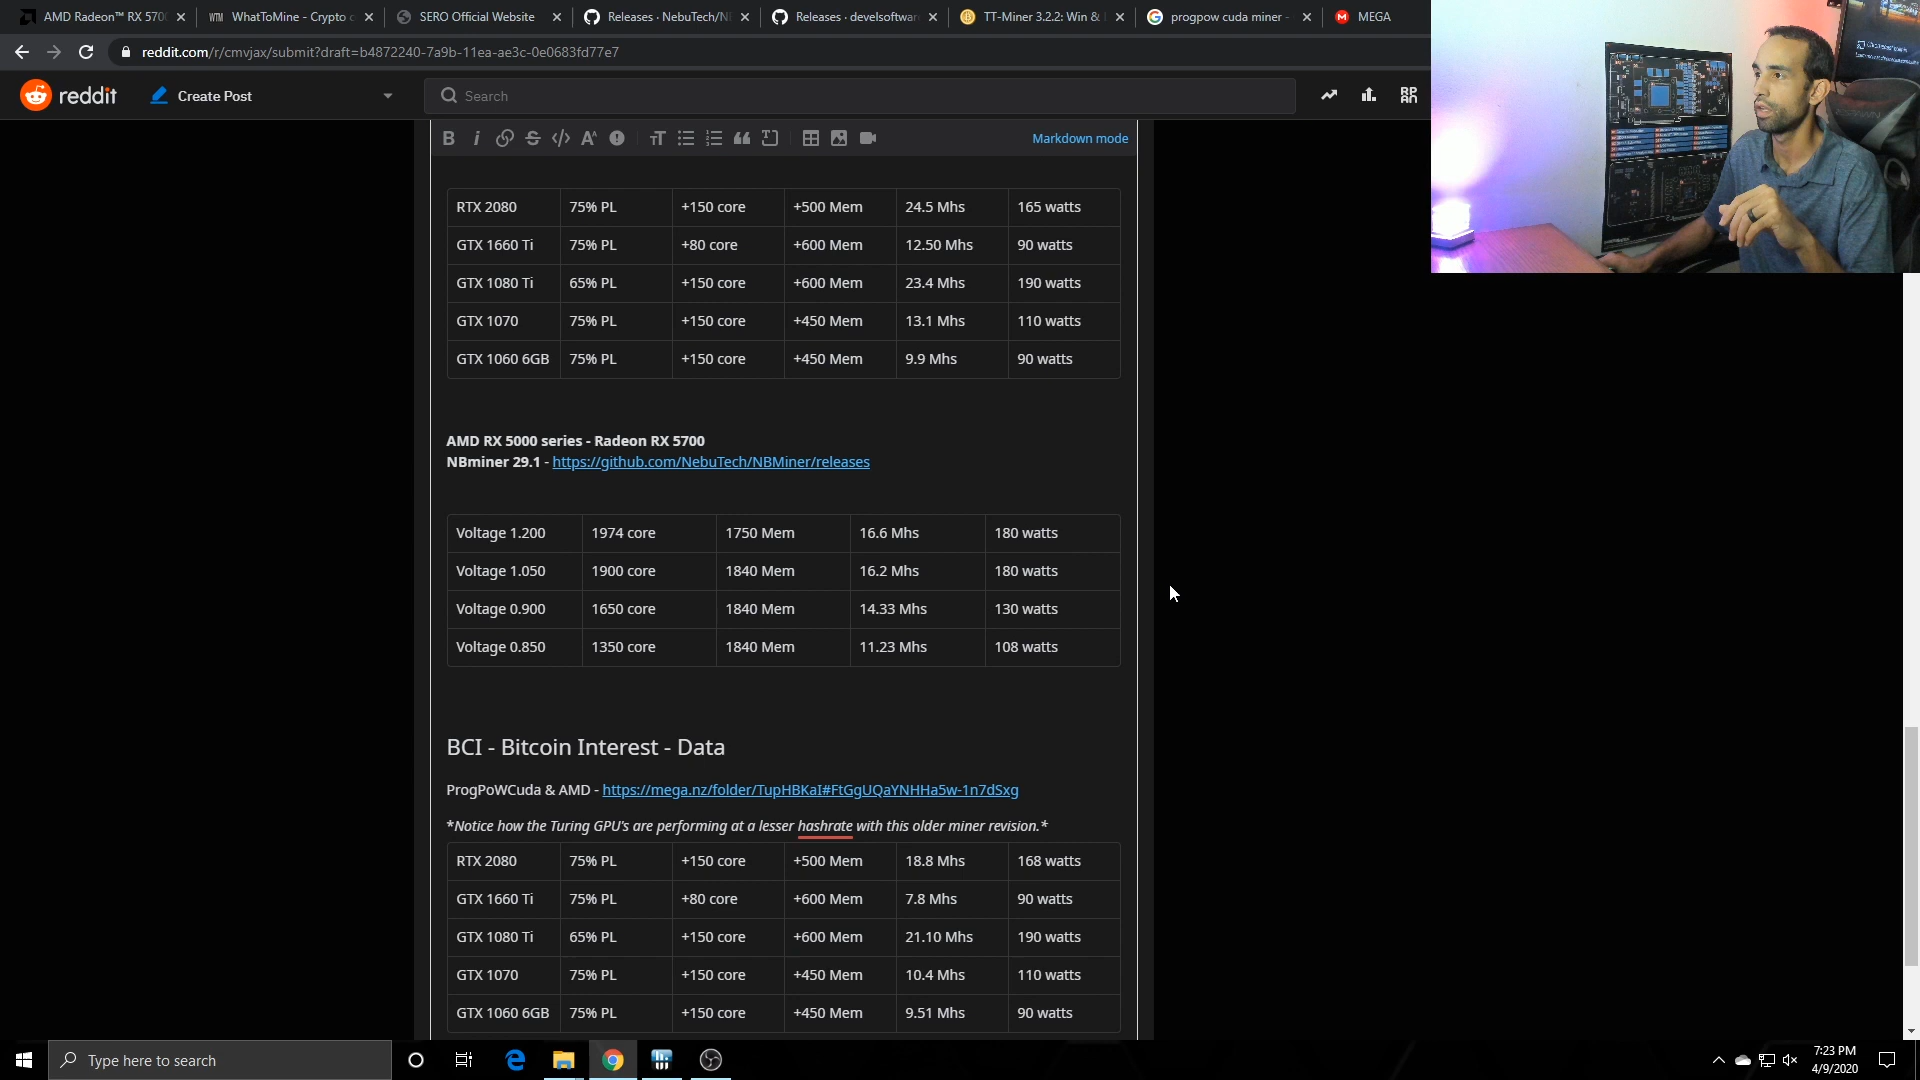 AMD Radeon™ RX 570
WhatToMine - Crypto c
SERO Official Website
Releases · NebuTech/N
Releases · develsoftwar
TT-Miner 3.2.2: Win &
progpow cuda miner -
MEGA
reddit.com/r/cmvjax/submit?draft=b4872240-7a9b-11ea-ae3c-0e0683fd77e7
reddit
Create Post
Search
Markdown mode
RTX 2080 75% PL +150 core +500 Mem 24.5 Mhs 165 watts
GTX 1660 Ti 75% PL +80 core +600 Mem 12.50 Mhs 90 watts
GTX 1080 Ti 65% PL +150 core +600 Mem 23.4 Mhs 190 watts
GTX 1070 75% PL +150 core +450 Mem 13.1 Mhs 110 watts
GTX 1060 6GB 75% PL +150 core +450 Mem 9.9 Mhs 90 watts
AMD RX 5000 series - Radeon RX 5700
NBminer 29.1 - https://github.com/NebuTech/NBMiner/releases
Voltage 1.200 1974 core 1750 Mem 16.6 Mhs 180 watts
Voltage 1.050 1900 core 1840 Mem 16.2 Mhs 180 watts
Voltage 0.900 1650 core 1840 Mem 14.33 Mhs 130 watts
Voltage 0.850 1350 core 1840 Mem 11.23 Mhs 108 watts
BCI - Bitcoin Interest - Data
ProgPoWCuda & AMD - https://mega.nz/folder/TupHBKaI#FtGgUQaYNHHa5w-1n7dSxg
*Notice how the Turing GPU's are performing at a lesser hashrate with this older miner revision.*
RTX 2080 75% PL +150 core +500 Mem 18.8 Mhs 168 watts
GTX 1660 Ti 75% PL +80 core +600 Mem 7.8 Mhs 90 watts
GTX 1080 Ti 65% PL +150 core +600 Mem 21.10 Mhs 190 watts
GTX 1070 75% PL +150 core +450 Mem 10.4 Mhs 110 watts
GTX 1060 6GB 75% PL +150 core +450 Mem 9.51 Mhs 90 watts
Type here to search
7:23 PM
4/9/2020